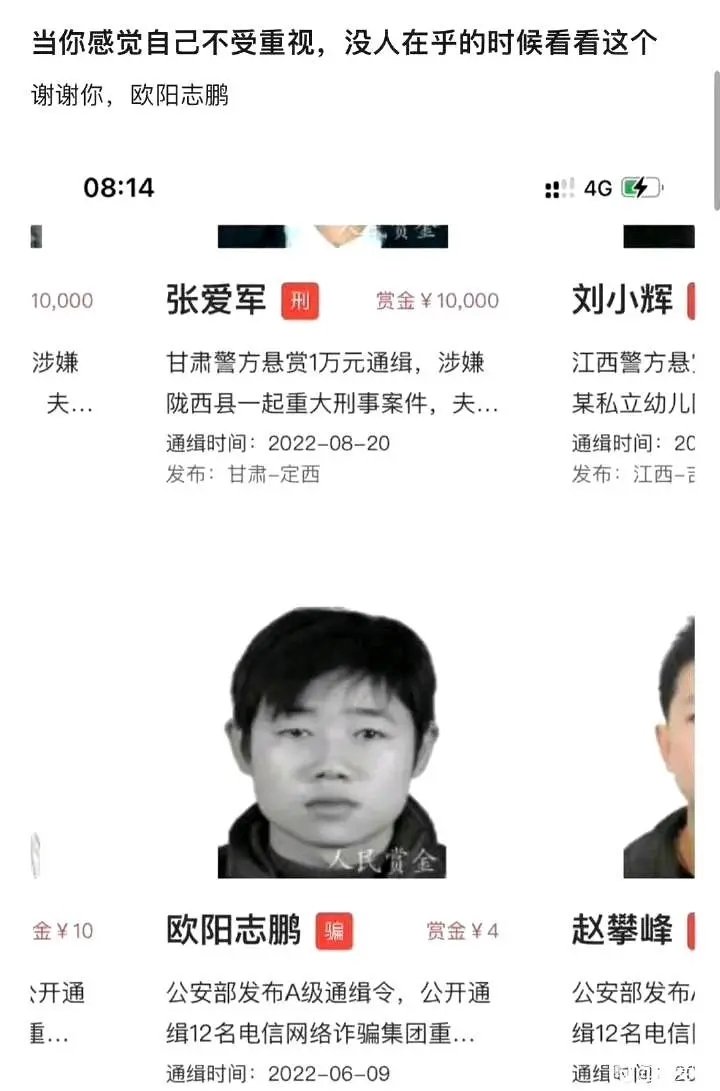 当你感觉自己不受重视，没人在乎的时候看看这个
谢谢你，欧阳志鹏
08:14 4G
人民赏金
10,000 张爱军 刑 赏金￥10,000 刘小辉
涉嫌 甘肃警方悬赏1万元通缉，涉嫌 江西警方悬
夫... 陇西县一起重大刑事案件，夫... 某私立幼儿
通缉时间：2022-08-20 通缉时间：20
发布：甘肃-定西 发布：江西-吉
人民赏金
金￥10 欧阳志鹏 骗 赏金￥4 赵攀峰
公开通 公安部发布A级通缉令，公开通 公安部发布
重... 缉12名电信网络诈骗集团重... 缉12名电信
通缉时间：2022-06-09 通缉时间：20